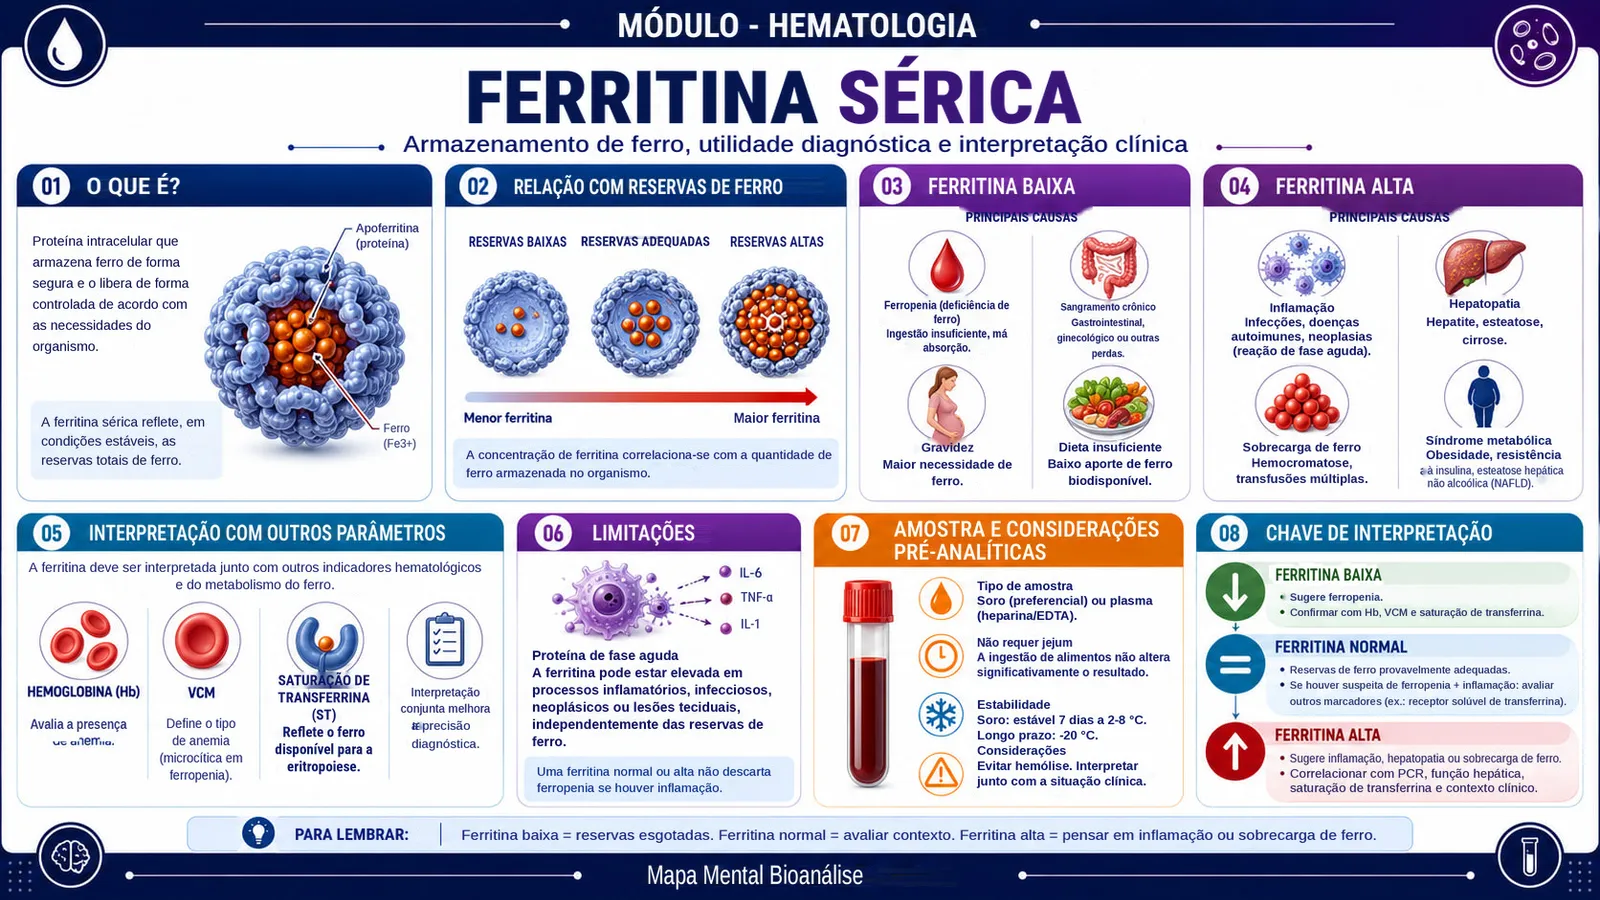 MÓDULO - HEMATOLOGIA
FERRITINA SÉRICA
Armazenamento de ferro, utilidade diagnóstica e interpretação clínica
01 O QUE É?
Proteína intracelular que
armazena ferro de forma
segura e o libera de forma
controlada de acordo com
as necessidades do
organismo.
Apoferritina
(proteína)
Ferro
(Fe3+)
A ferritina sérica reflete, em
condições estáveis, as
reservas totais de ferro.
02 RELAÇÃO COM RESERVAS DE FERRO
RESERVAS BAIXAS
RESERVAS ADEQUADAS
RESERVAS ALTAS
Menor ferritina
Maior ferritina
A concentração de ferritina correlaciona-se com a quantidade de
ferro armazenada no organismo.
03 FERRITINA BAIXA
PRINCIPAIS CAUSAS
Ferropenia (deficiência de
ferro)
Ingestão insuficiente, má
absorção.
Sangramento crônico
Gastrointestinal,
ginecológico ou outras
perdas.
Gravidez
Maior necessidade de
ferro.
Dieta insuficiente
Baixo aporte de ferro
biodisponível.
04 FERRITINA ALTA
PRINCIPAIS CAUSAS
Inflamação
Infecções, doenças
autoimunes, neoplasias
(reação de fase aguda).
Hepatopatia
Hepatite, esteatose,
cirrose.
Sobrecarga de ferro
Hemocromatose,
transfusões múltiplas.
Síndrome metabólica
Obesidade, resistência
à insulina, esteatose hepática
não alcoólica (NAFLD).
05 INTERPRETAÇÃO COM OUTROS PARÂMETROS
A ferritina deve ser interpretada junto com outros indicadores hematológicos
e do metabolismo do ferro.
HEMOGLOBINA (Hb)
Avalia a presença
de anemia.
VCM
Define o tipo
de anemia
(microcítica em
ferropenia).
SATURAÇÃO DE
TRANSFERRINA
(ST)
Reflete o ferro
disponível para a
eritropoiese.
Interpretação
conjunta melhora
a precisão
diagnóstica.
06 LIMITAÇÕES
IL-6
TNF-α
IL-1
Proteína de fase aguda
A ferritina pode estar elevada em
processos inflamatórios, infecciosos,
neoplásicos ou lesões teciduais,
independentemente das reservas de
ferro.
Uma ferritina normal ou alta não descarta
ferropenia se houver inflamação.
07 AMOSTRA E CONSIDERAÇÕES
PRÉ-ANALÍTICAS
Tipo de amostra
Soro (preferencial) ou plasma
(heparina/EDTA).
Não requer jejum
A ingestão de alimentos não altera
significativamente o resultado.
Estabilidade
Soro: estável 7 dias a 2-8 °C.
Longo prazo: -20 °C.
Considerações
Evitar hemólise. Interpretar
junto com a situação clínica.
08 CHAVE DE INTERPRETAÇÃO
FERRITINA BAIXA
• Sugere ferropenia.
• Confirmar com Hb, VCM e saturação de transferrina.
FERRITINA NORMAL
• Reservas de ferro provavelmente adequadas.
• Se houver suspeita de ferropenia + inflamação: avaliar
outros marcadores (ex.: receptor solúvel de transferrina).
FERRITINA ALTA
• Sugere inflamação, hepatopatia ou sobrecarga de ferro.
• Correlacionar com PCR, função hepática,
saturação de transferrina e contexto clínico.
PARA LEMBRAR:
Ferritina baixa = reservas esgotadas. Ferritina normal = avaliar contexto. Ferritina alta = pensar em inflamação ou sobrecarga de ferro.
Mapa Mental Bioanálise